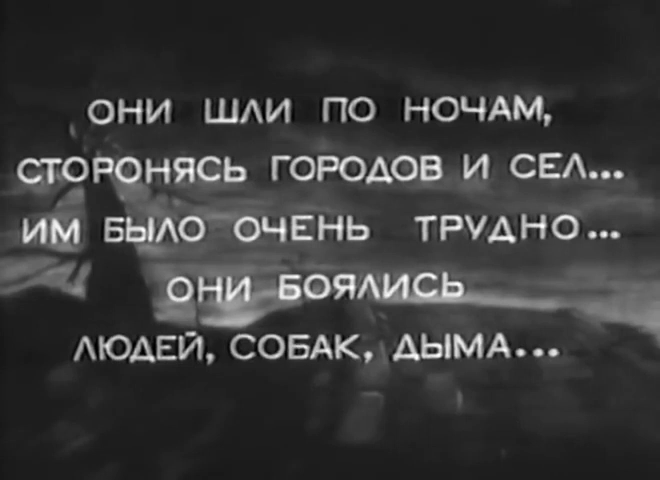 ОНИ ШЛИ ПО НОЧАМ,
СТОРОНЯСЬ ГОРОДОВ И СЕЛ...
ИМ БЫЛО ОЧЕНЬ ТРУДНО...
ОНИ БОЯЛИСЬ
ЛЮДЕЙ, СОБАК, ДЫМА...